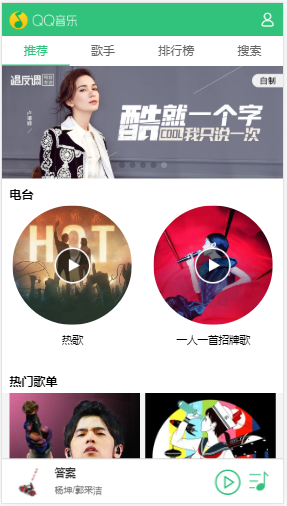 QQ音乐
推荐 歌手 排行榜 搜索
唱反调
自制
酷就一个字
COOL 我只说一次
电台
HOT
热歌 一人一首招牌歌
热门歌单
答案
杨坤/郭采洁